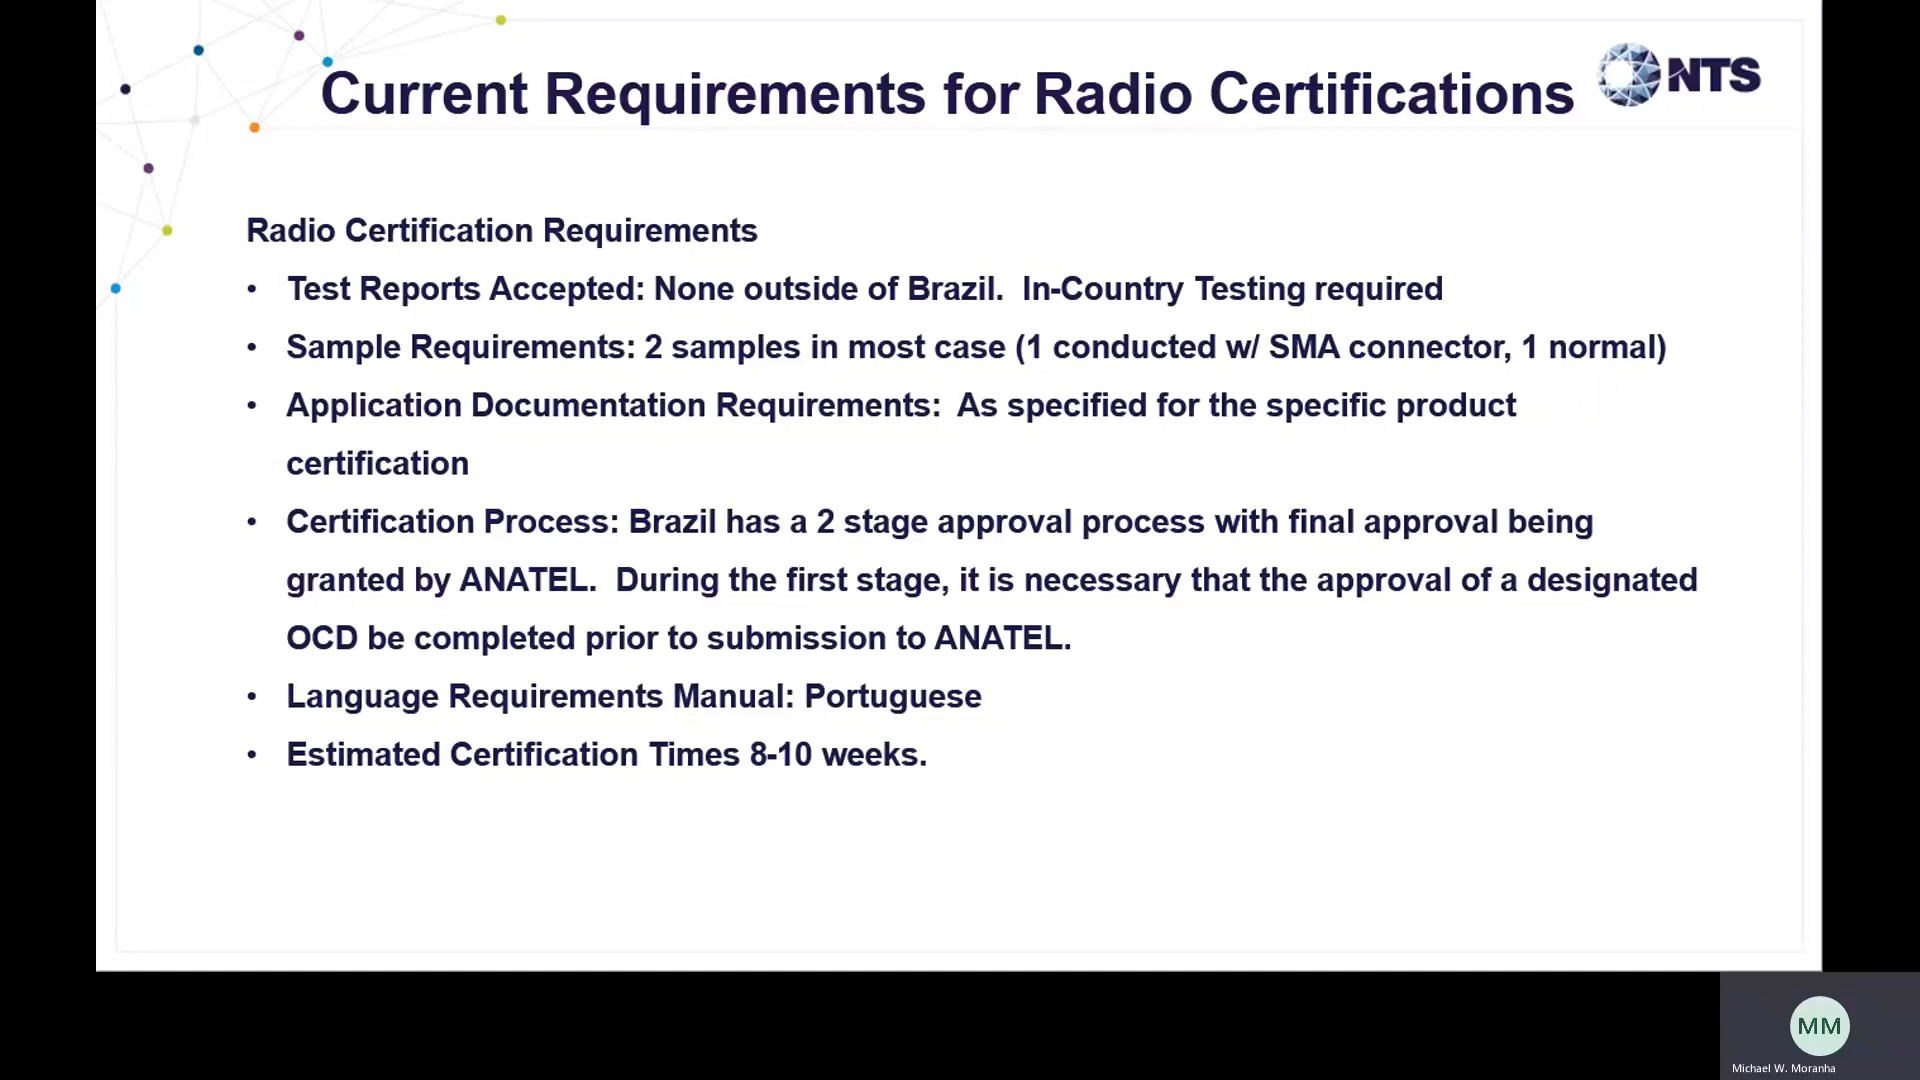 Current Requirements for Radio Certifications
NTS
Radio Certification Requirements
• Test Reports Accepted: None outside of Brazil.  In-Country Testing required
• Sample Requirements: 2 samples in most case (1 conducted w/ SMA connector, 1 normal)
• Application Documentation Requirements:  As specified for the specific product
certification
• Certification Process: Brazil has a 2 stage approval process with final approval being
granted by ANATEL.  During the first stage, it is necessary that the approval of a designated
OCD be completed prior to submission to ANATEL.
• Language Requirements Manual: Portuguese
• Estimated Certification Times 8-10 weeks.
MM
Michael W. Moranha